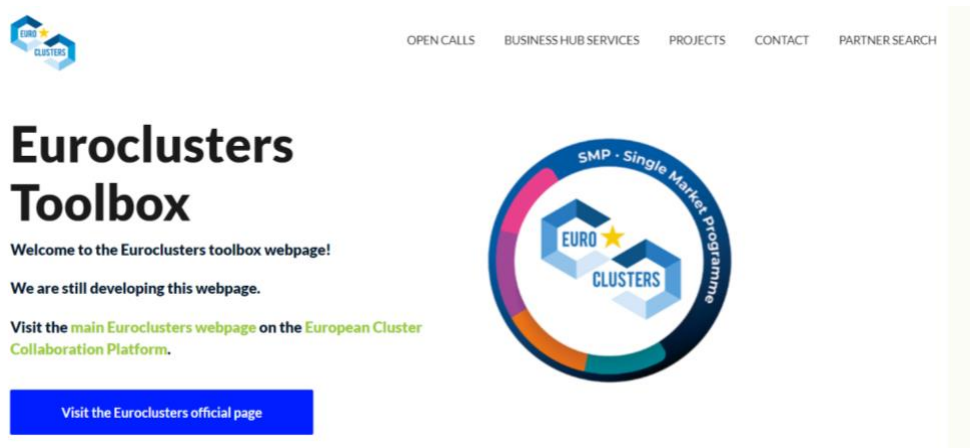 EURO
CLUSTERS
OPEN CALLS BUSINESS HUB SERVICES PROJECTS CONTACT PARTNER SEARCH
Euroclusters
Toolbox
Welcome to the Euroclusters toolbox webpage!
We are still developing this webpage.
Visit the main Euroclusters webpage on the European Cluster
Collaboration Platform.
Visit the Euroclusters official page
SMP - Single Market Programme
EURO
CLUSTERS